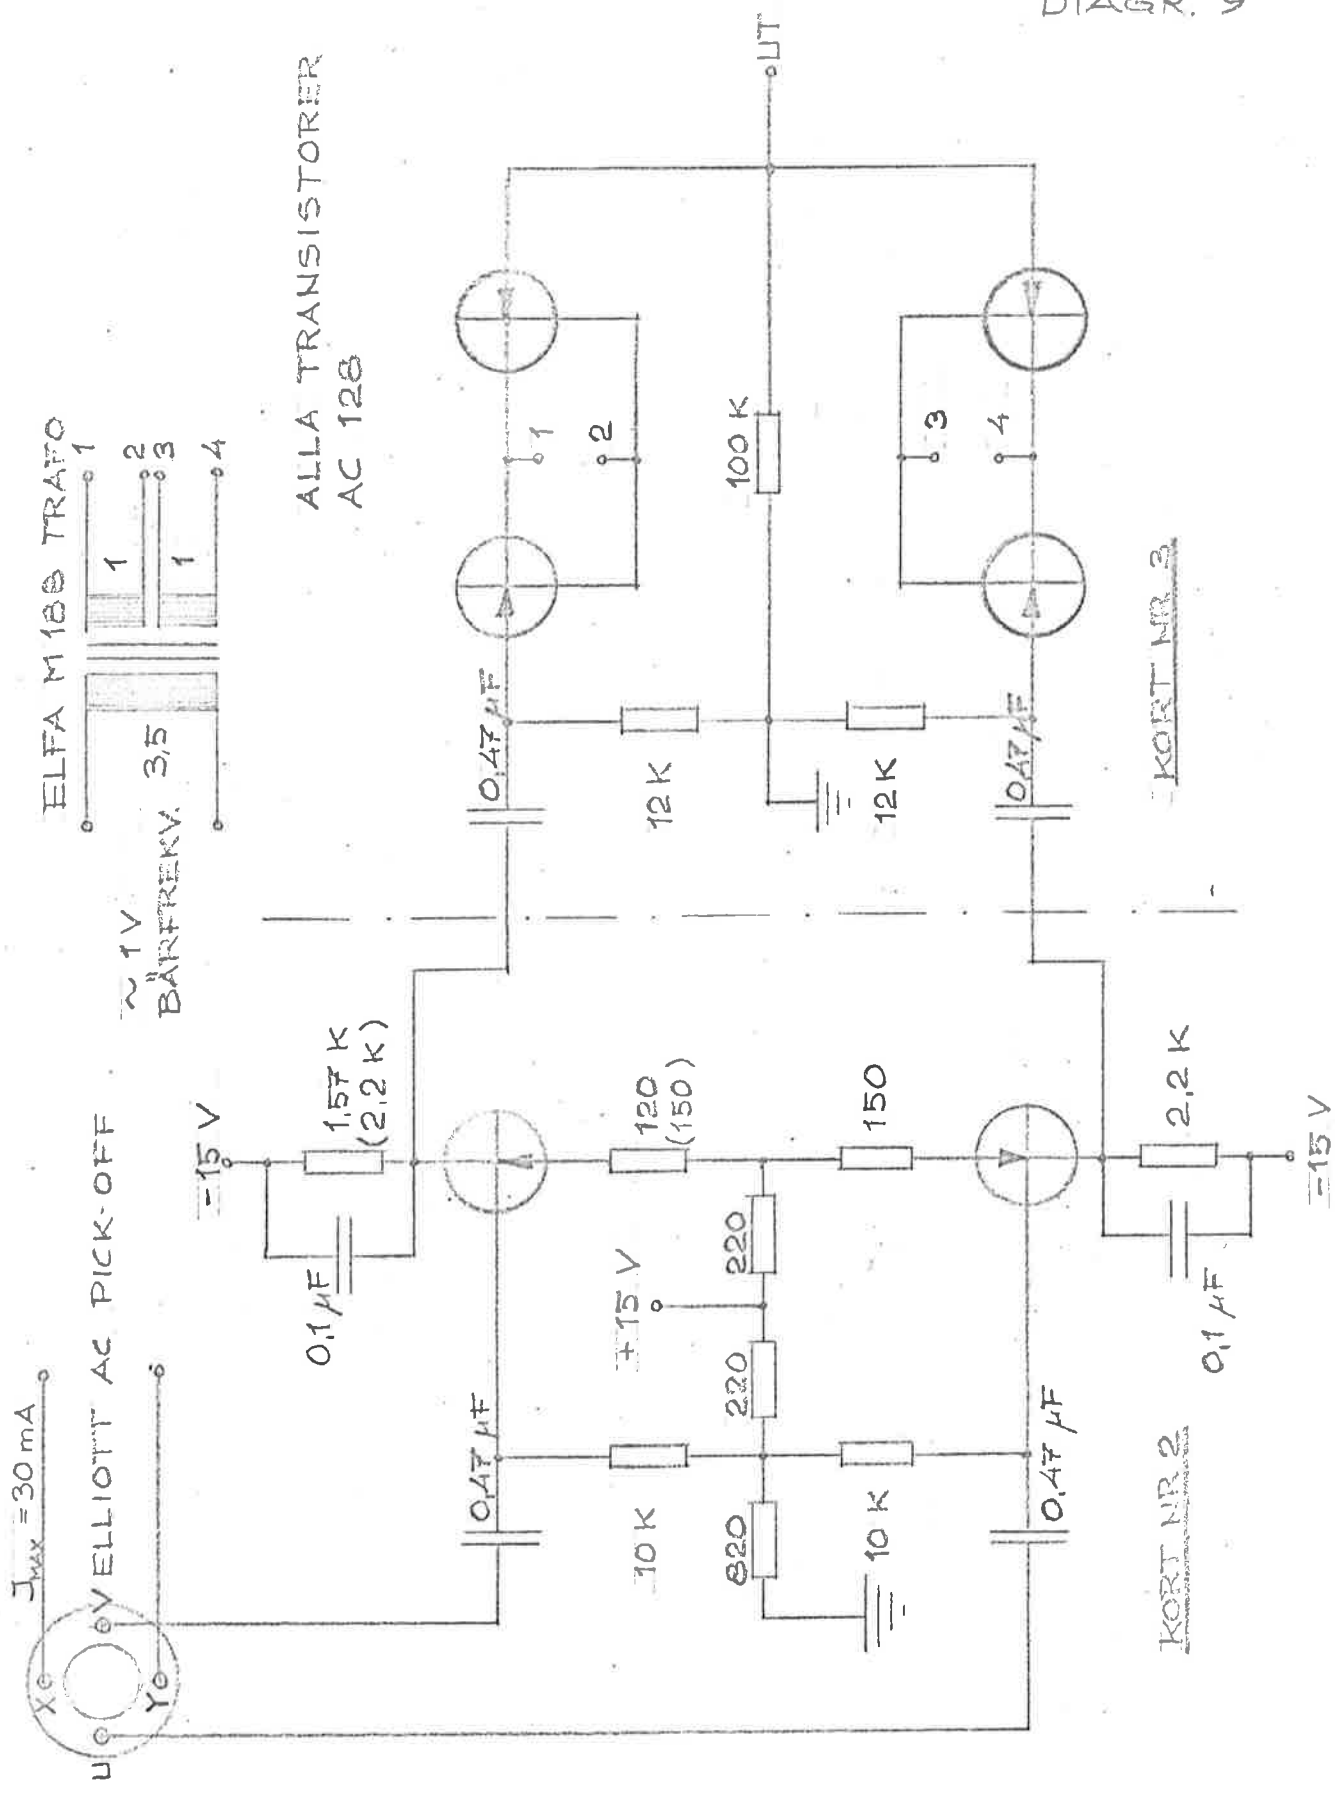 DIAGR. 9
ELFA M 188 TRAFO
1
2
3
4
1
1
3,5
~ 1V
BÄRFREKV.
ALLA TRANSISTORER
AC 128
J MAX = 30 mA
X
Y
U
V
ELLIOTT AC PICK-OFF
-15 V
1,57 K
(2,2 K)
0,1 µF
0,47 µF
10 K
820
10 K
0,47 µF
220
220
+15 V
120
(150)
150
2,2 K
0,1 µF
-15 V
KORT NR 2
0,47 µF
12 K
12 K
0,47 µF
100 K
1
2
3
4
UT
KORT NR 3